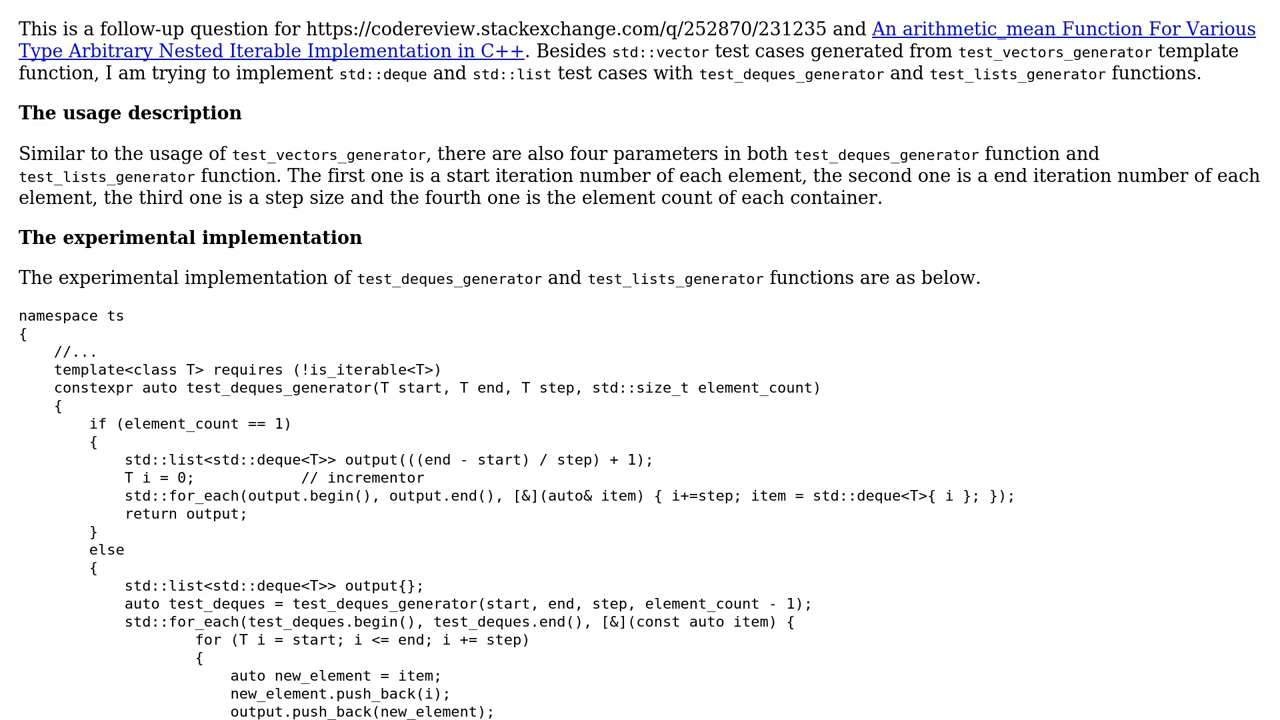 This is a follow-up question for https://codereview.stackexchange.com/q/252870/231235 and An arithmetic_mean Function For Various
Type Arbitrary Nested Iterable Implementation in C++. Besides std::vector test cases generated from test_vectors_generator template
function, I am trying to implement std::deque and std::list test cases with test_deques_generator and test_lists_generator functions.
The usage description
Similar to the usage of test_vectors_generator, there are also four parameters in both test_deques_generator function and
test_lists_generator function. The first one is a start iteration number of each element, the second one is a end iteration number of each
element, the third one is a step size and the fourth one is the element count of each container.
The experimental implementation
The experimental implementation of test_deques_generator and test_lists_generator functions are as below.
namespace ts
{
    //...
    template<class T> requires (!is_iterable<T>)
    constexpr auto test_deques_generator(T start, T end, T step, std::size_t element_count)
    {
        if (element_count == 1)
        {
            std::list<std::deque<T>> output(((end - start) / step) + 1);
            T i = 0;            // incrementor
            std::for_each(output.begin(), output.end(), [&](auto& item) { i+=step; item = std::deque<T>{ i }; });
            return output;
        }
        else
        {
            std::list<std::deque<T>> output{};
            auto test_deques = test_deques_generator(start, end, step, element_count - 1);
            std::for_each(test_deques.begin(), test_deques.end(), [&](const auto item) {
                    for (T i = start; i <= end; i += step)
                    {
                        auto new_element = item;
                        new_element.push_back(i);
                        output.push_back(new_element);